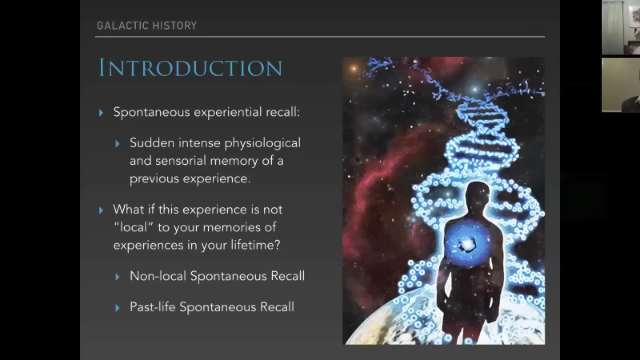 GALACTIC HISTORY
INTRODUCTION
Spontaneous experiential recall:
Sudden intense physiological
and sensorial memory of a
previous experience.
What if this experience is not
“local” to your memories of
experiences in your lifetime?
Non-local Spontaneous Recall
Past-life Spontaneous Recall